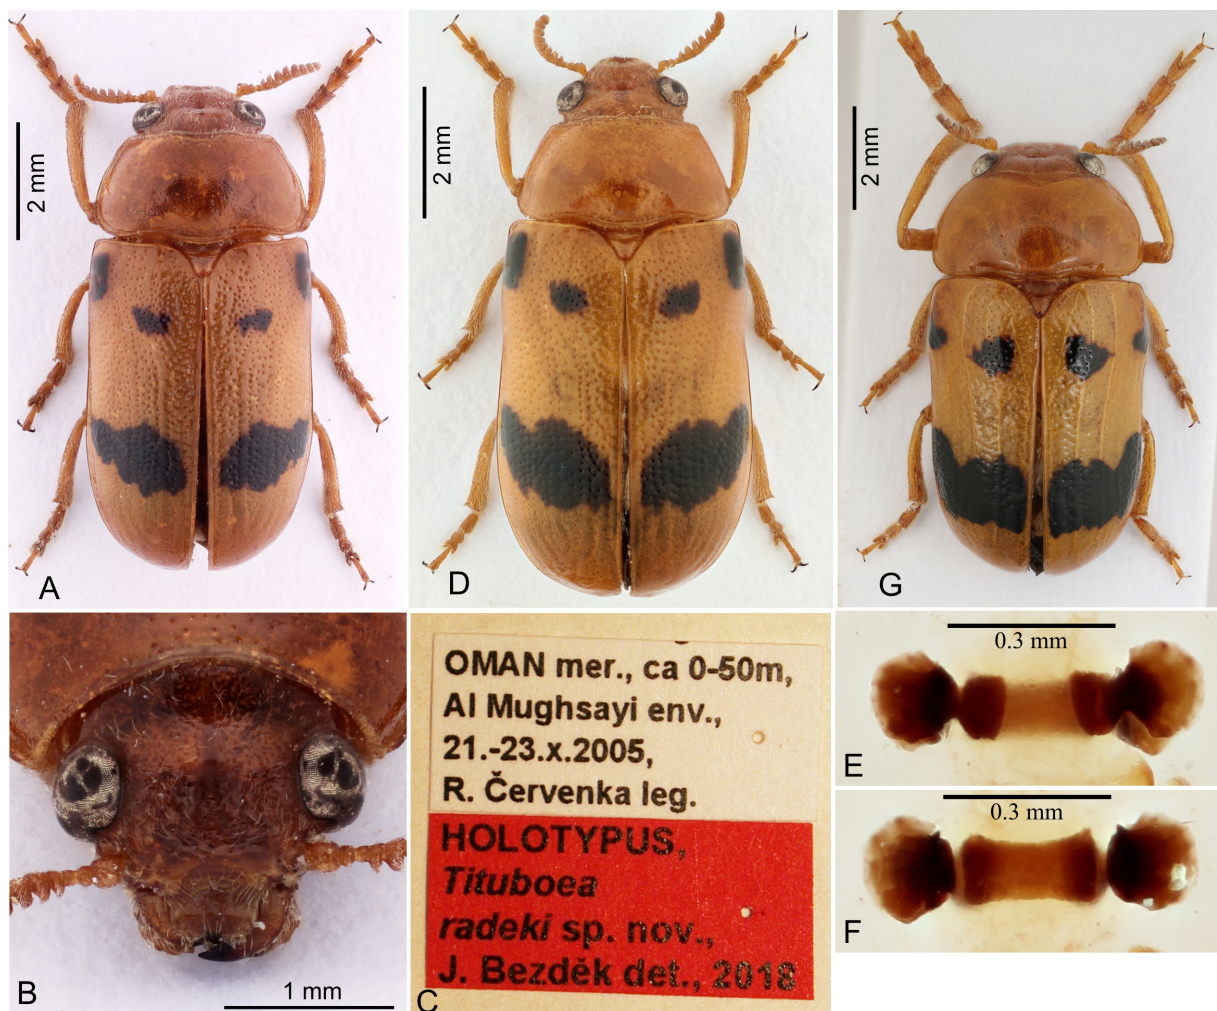 2 mm
A
2 mm
D
2 mm
G
1 mm
B
OMAN mer., ca 0-50m,
Al Mughsayi env.,
21.-23.x.2005,
R. Červenka leg.
HOLOTYPUS,
Tituboea
radeki sp. nov.,
J. Bezděk det., 2018
C
0.3 mm
E
0.3 mm
F